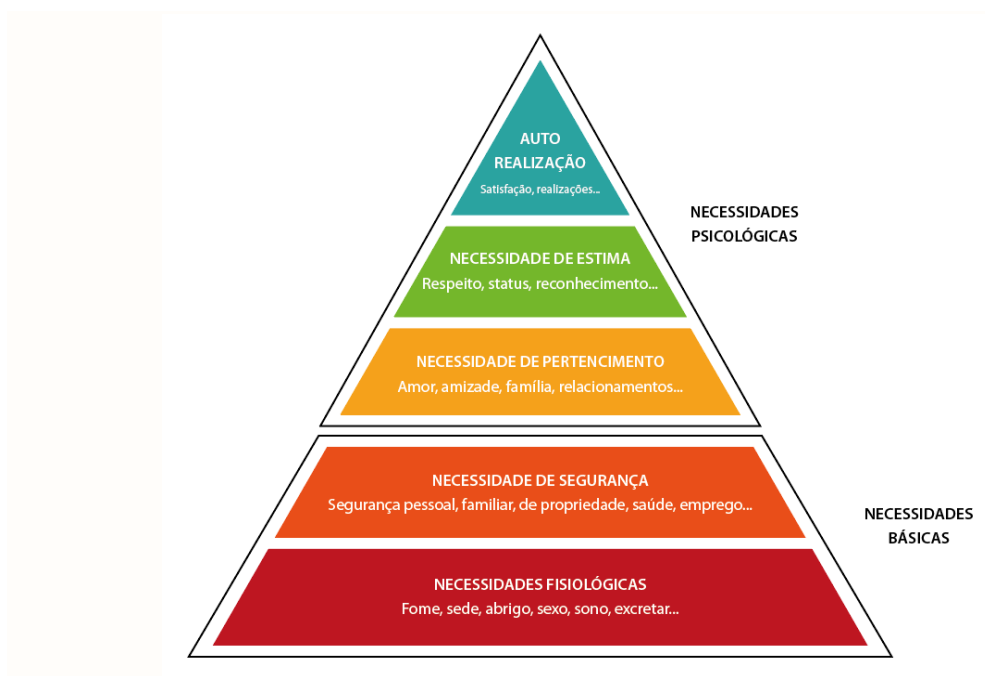 AUTO
REALIZAÇÃO
Satisfação, realizações...
NECESSIDADES
PSICOLÓGICAS
NECESSIDADE DE ESTIMA
Respeito, status, reconhecimento...
NECESSIDADE DE PERTENCIMENTO
Amor, amizade, família, relacionamentos...
NECESSIDADE DE SEGURANÇA
Segurança pessoal, familiar, de propriedade, saúde, emprego...
NECESSIDADES
BÁSICAS
NECESSIDADES FISIOLÓGICAS
Fome, sede, abrigo, sexo, sono, excretar...